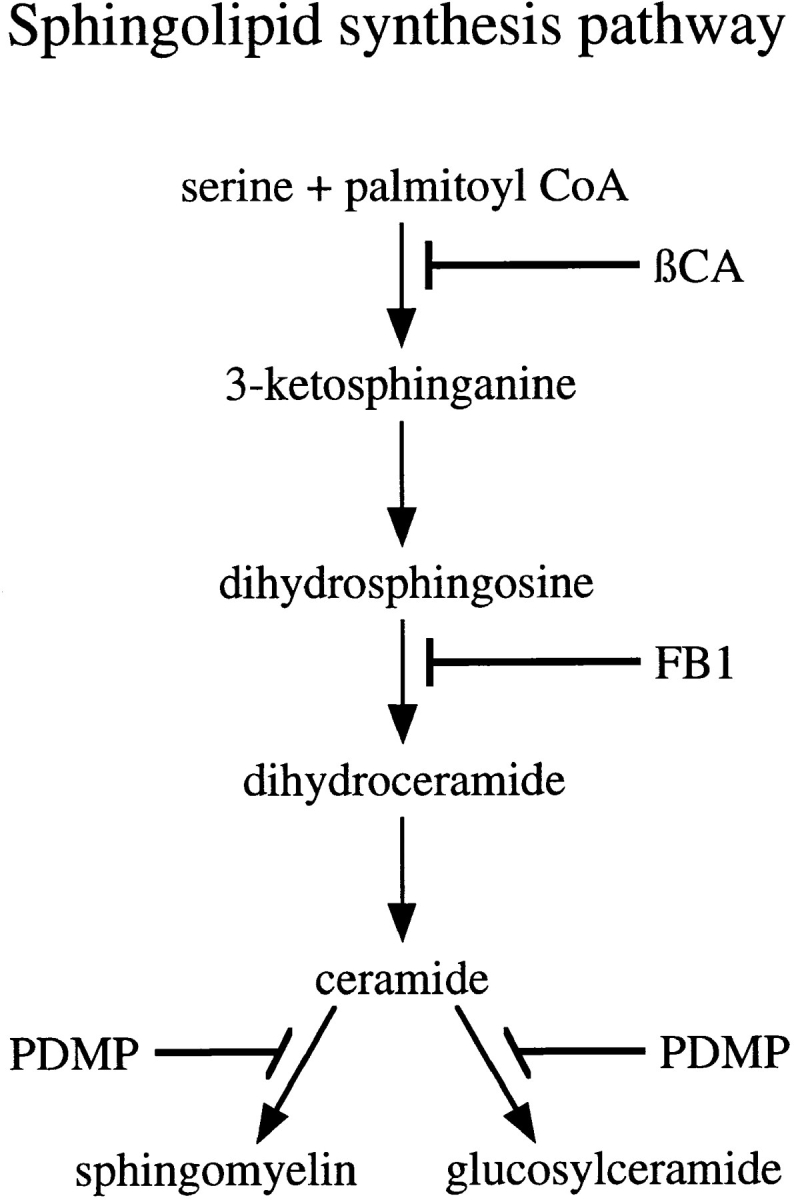 Sphingolipid synthesis pathway
serine + palmitoyl CoA
ßCA
3-ketosphinganine
dihydrosphingosine
FB1
dihydroceramide
ceramide
PDMP
PDMP
sphingomyelin
glucosylceramide